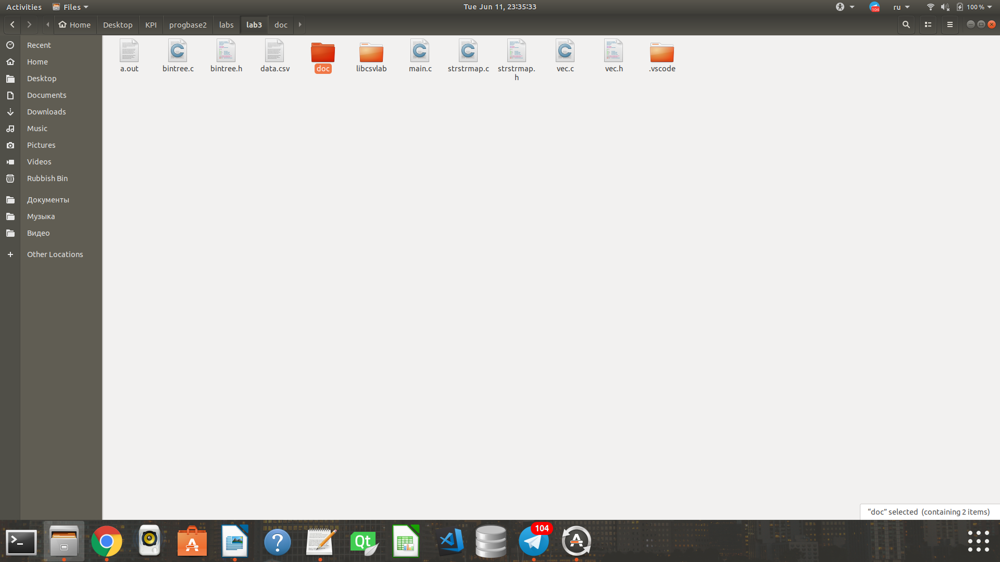 Activities Files Tue Jun 11, 23:35:33 104 ru 100 %
Home Desktop KPI progbase2 labs lab3 doc
Recent
Home
Desktop
Documents
Downloads
Music
Pictures
Videos
Rubbish Bin
Документы
Музыка
Видео
Other Locations
a.out bintree.c bintree.h data.csv doc libcsvlab main.c strstrmap.c strstrmap. vec.c vec.h .vscode
h
“doc” selected (containing 2 items)
>_ A ? Qt 104 A